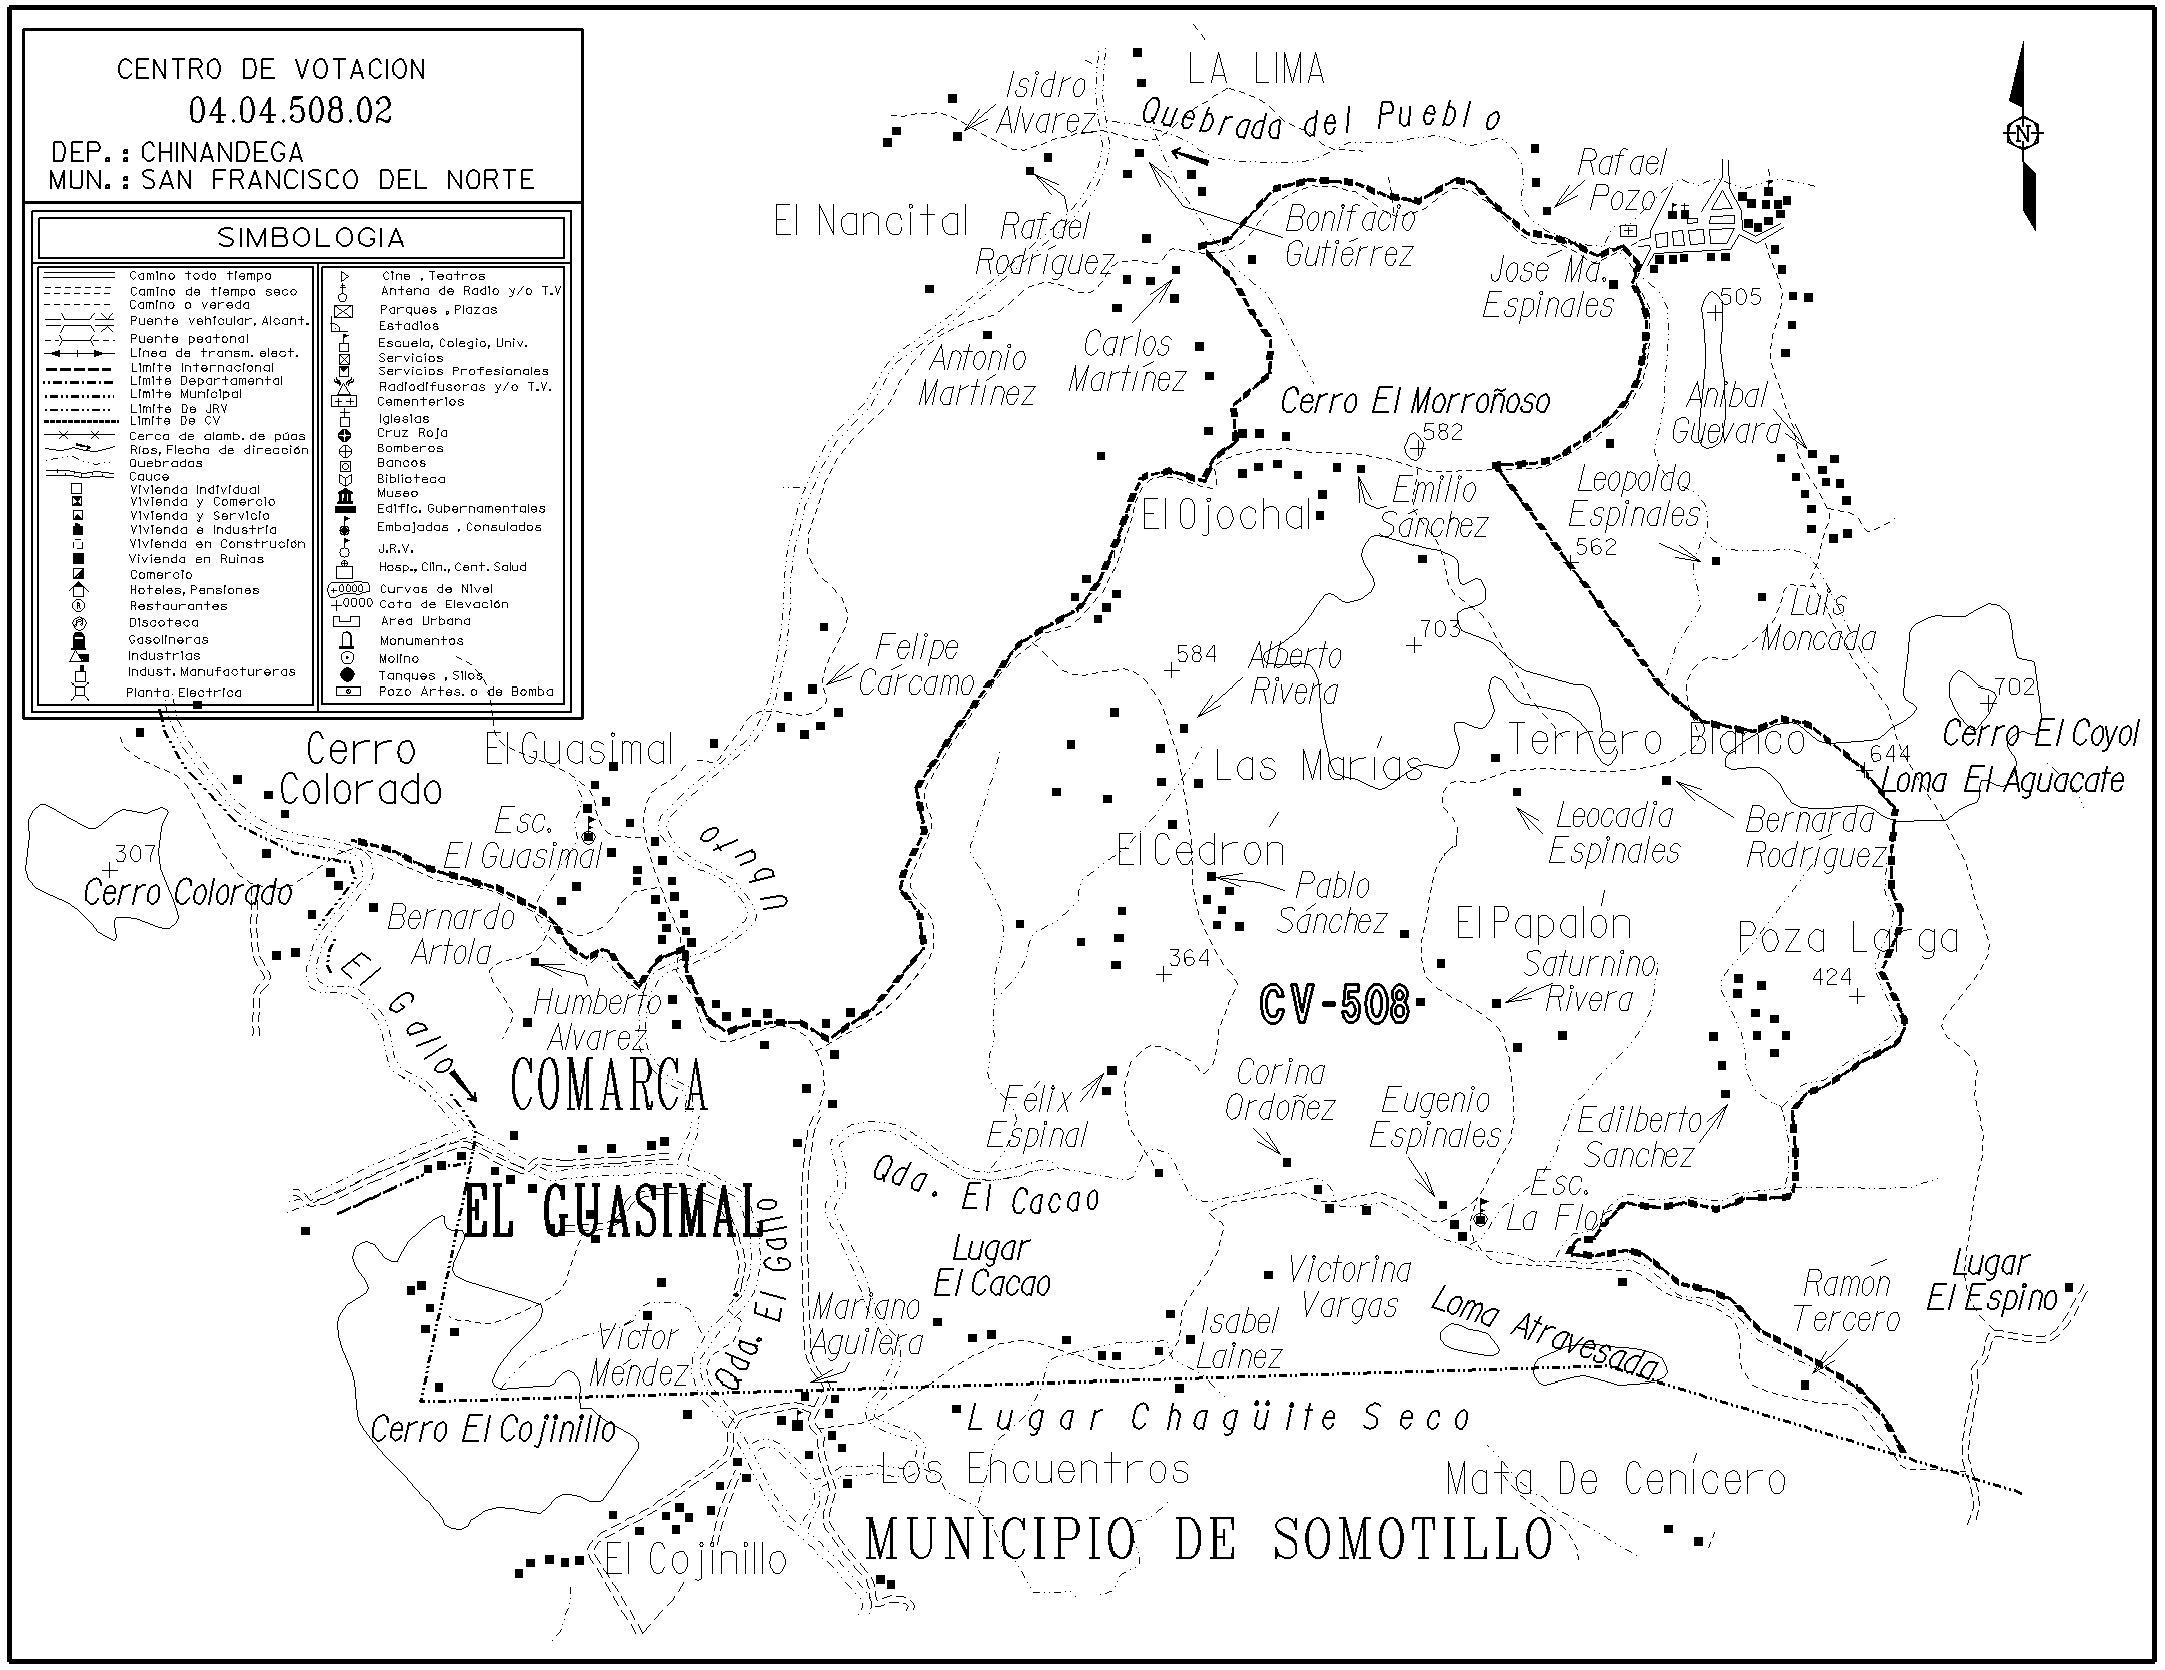 CENTRO DE VOTACION
04.04.508.02
DEP.: CHINANDEGA
MUN.: SAN FRANCISCO DEL NORTE
SIMBOLOGIA
Camino todo tiempo
Camino de tiempo seco
Camino o vereda
Puente vehicular, Alcant.
Puente peatonal
Linea de transm. elect.
Limite Internacional
Limite Departamental
Limite Municipal
Limite De JRV
Limite De CV
Cerca de alamb. de púas
Ríos, Flecha de dirección
Quebradas
Cauce
Vivienda Individual
Vivienda y Comercio
Vivienda y Servicio
Vivienda e Industria
Vivienda en Construción
Vivienda en Ruinas
Comercio
Hoteles, Pensiones
Restaurantes
Discoteca
Gasolineras
Industrias
Indust. Manufactureras
Planta Electrica
Cine , Teatros
Antena de Radio y/o T.V
Parques , Plazas
Estadios
Escuela, Colegio, Univ.
Servicios
Servicios Profesionales
Radiodifusoras y/o T.V.
Cementerios
Iglesias
Cruz Roja
Bomberos
Bancos
Biblioteca
Museo
Edific. Gubernamentales
Embajadas , Consulados
J.R.V.
Hosp., Clin., Cent. Salud
+0000 Curvas de Nivel
+0000 Cota de Elevación
Area Urbana
Monumentos
Molino
Tanques , Silos
Pozo Artes. o de Bomba
N
LA LIMA
Isidro
Alvarez
Quebrada del Pueblo
Rafael
Pozo
El Nancital
Rafael
Rodríguez
Bonifacio
Gutiérrez
Jose Ma.
Espinales
505
Antonio
Martínez
Carlos
Martínez
Cerro El Morroñoso
582
Anibal
Guevara
El Ojochal
Emilio
Sánchez
Leopoldo
Espinales
562
Luis
Moncada
703
584
Alberto
Rivera
Felipe
Cárcamo
702
Cerro El Coyol
644
Loma El Aguacate
Terrero Blanco
Las Marías
Cerro
Colorado
El Guasimal
Esc.
El Guasimal
307
Cerro Colorado
Ubuto
Leocadia
Espinales
Bernarda
Rodríguez
El Cedrón
Pablo
Sánchez
El Papalón
Saturnino
Rivera
Poza Larga
424
364
CV-508
Bernardo
Artola
Humberto
Alvarez
El Gallo
COMARCA
EL GUASIMAL
Félix
Espinal
Corina
Ordoñez
Eugenio
Espinales
Edilberto
Sanchez
Esc.
La Flor
Qda. El Cacao
Lugar
El Cacao
Qda. El Gallo
Mariano
Aguilera
Victor
Méndez
Isabel
Lainez
Victorina
Vargas
Loma Atravesada
Ramón
Tercero
Lugar
El Espino
Cerro El Cojinillo
Lugar Chagüite Seco
Los Encuentros
Mata De Cenícero
El Cojinillo
MUNICIPIO DE SOMOTILLO